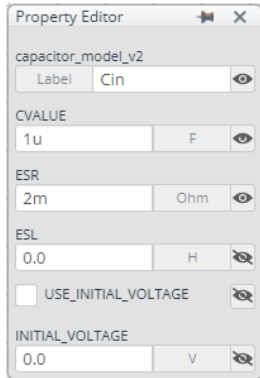 Property Editor
capacitor_model_v2
Label Cin
CVALUE
1u F
ESR
2m Ohm
ESL
0.0 H
USE_INITIAL_VOLTAGE
INITIAL_VOLTAGE
0.0 V